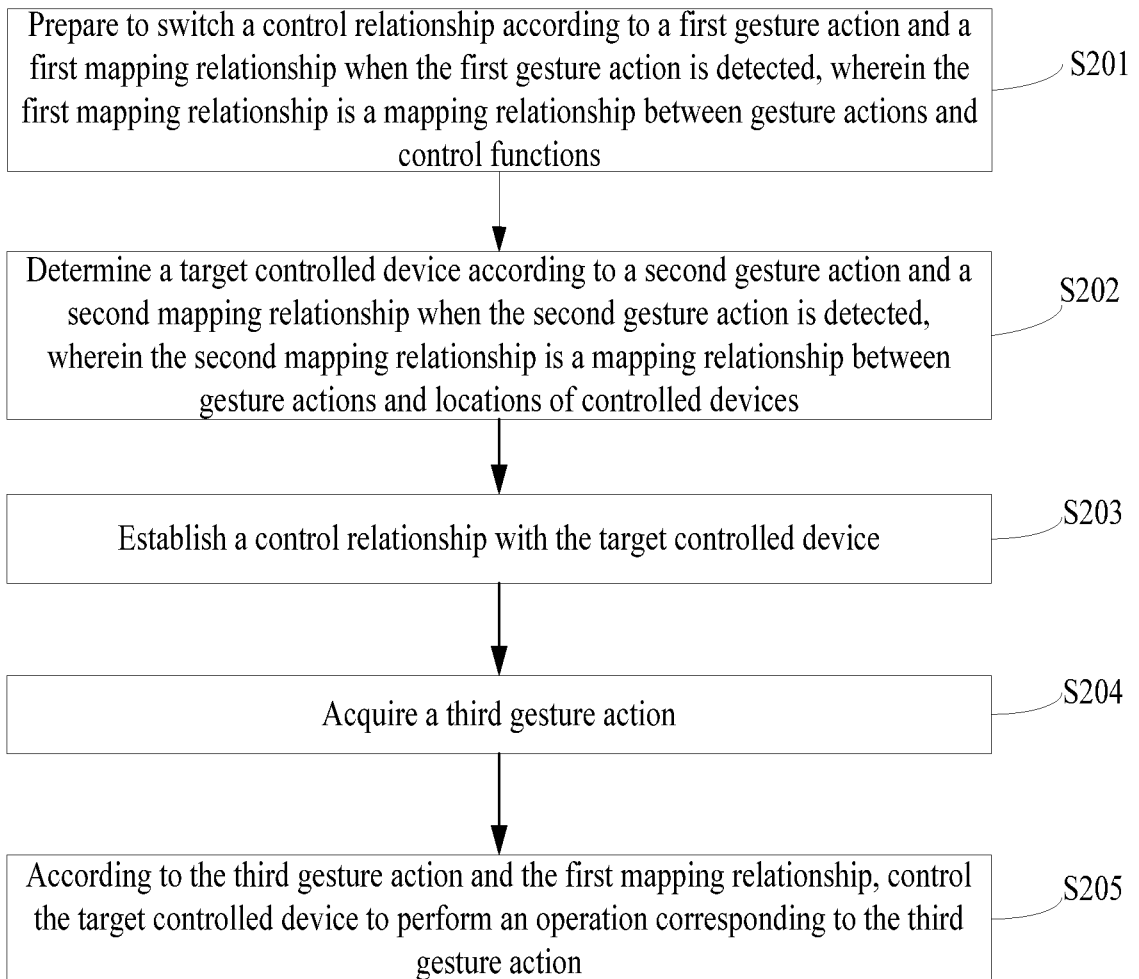 Prepare to switch a control relationship according to a first gesture action and a
first mapping relationship when the first gesture action is detected, wherein the
first mapping relationship is a mapping relationship between gesture actions and
control functions
S201
Determine a target controlled device according to a second gesture action and a
second mapping relationship when the second gesture action is detected,
wherein the second mapping relationship is a mapping relationship between
gesture actions and locations of controlled devices
S202
Establish a control relationship with the target controlled device
S203
Acquire a third gesture action
S204
According to the third gesture action and the first mapping relationship, control
the target controlled device to perform an operation corresponding to the third
gesture action
S205